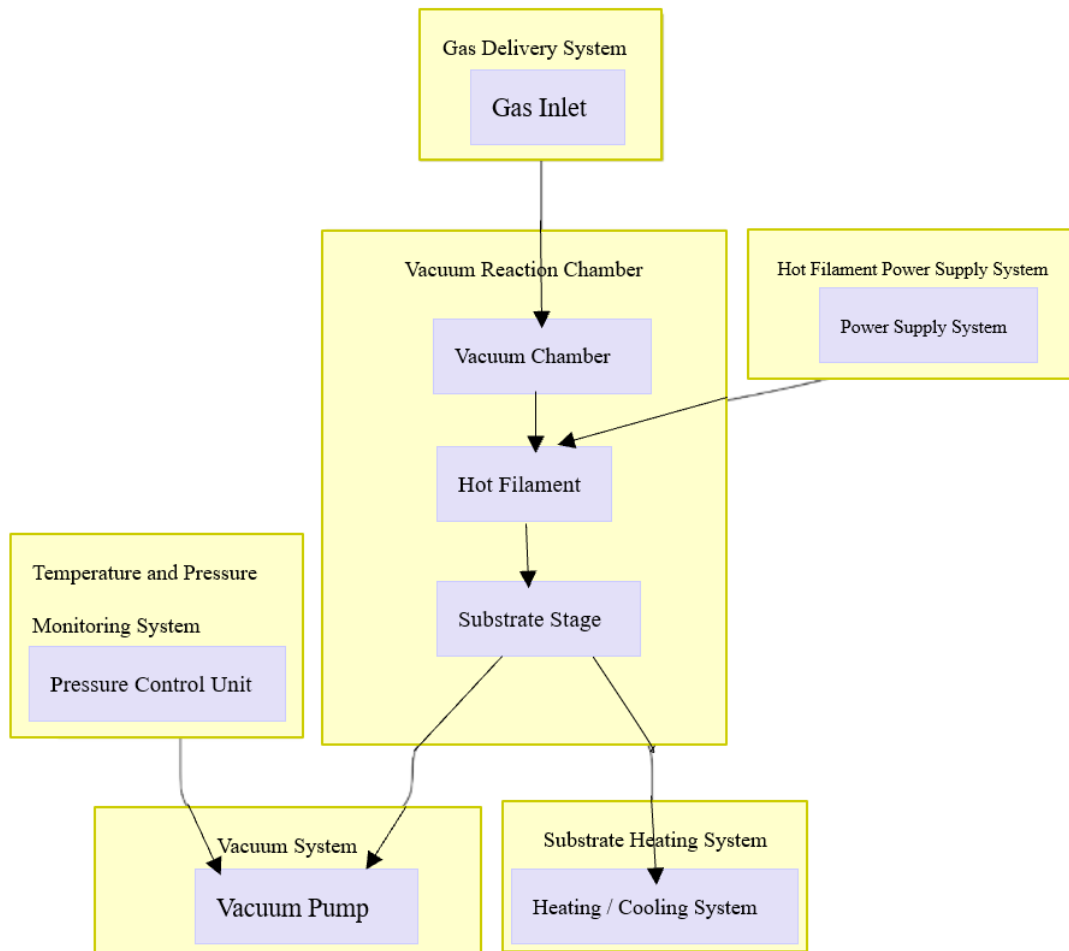 Gas Delivery System
Gas Inlet
Vacuum Reaction Chamber
Hot Filament Power Supply System
Power Supply System
Vacuum Chamber
Hot Filament
Temperature and Pressure
Monitoring System
Pressure Control Unit
Substrate Stage
Vacuum System
Vacuum Pump
Substrate Heating System
Heating / Cooling System